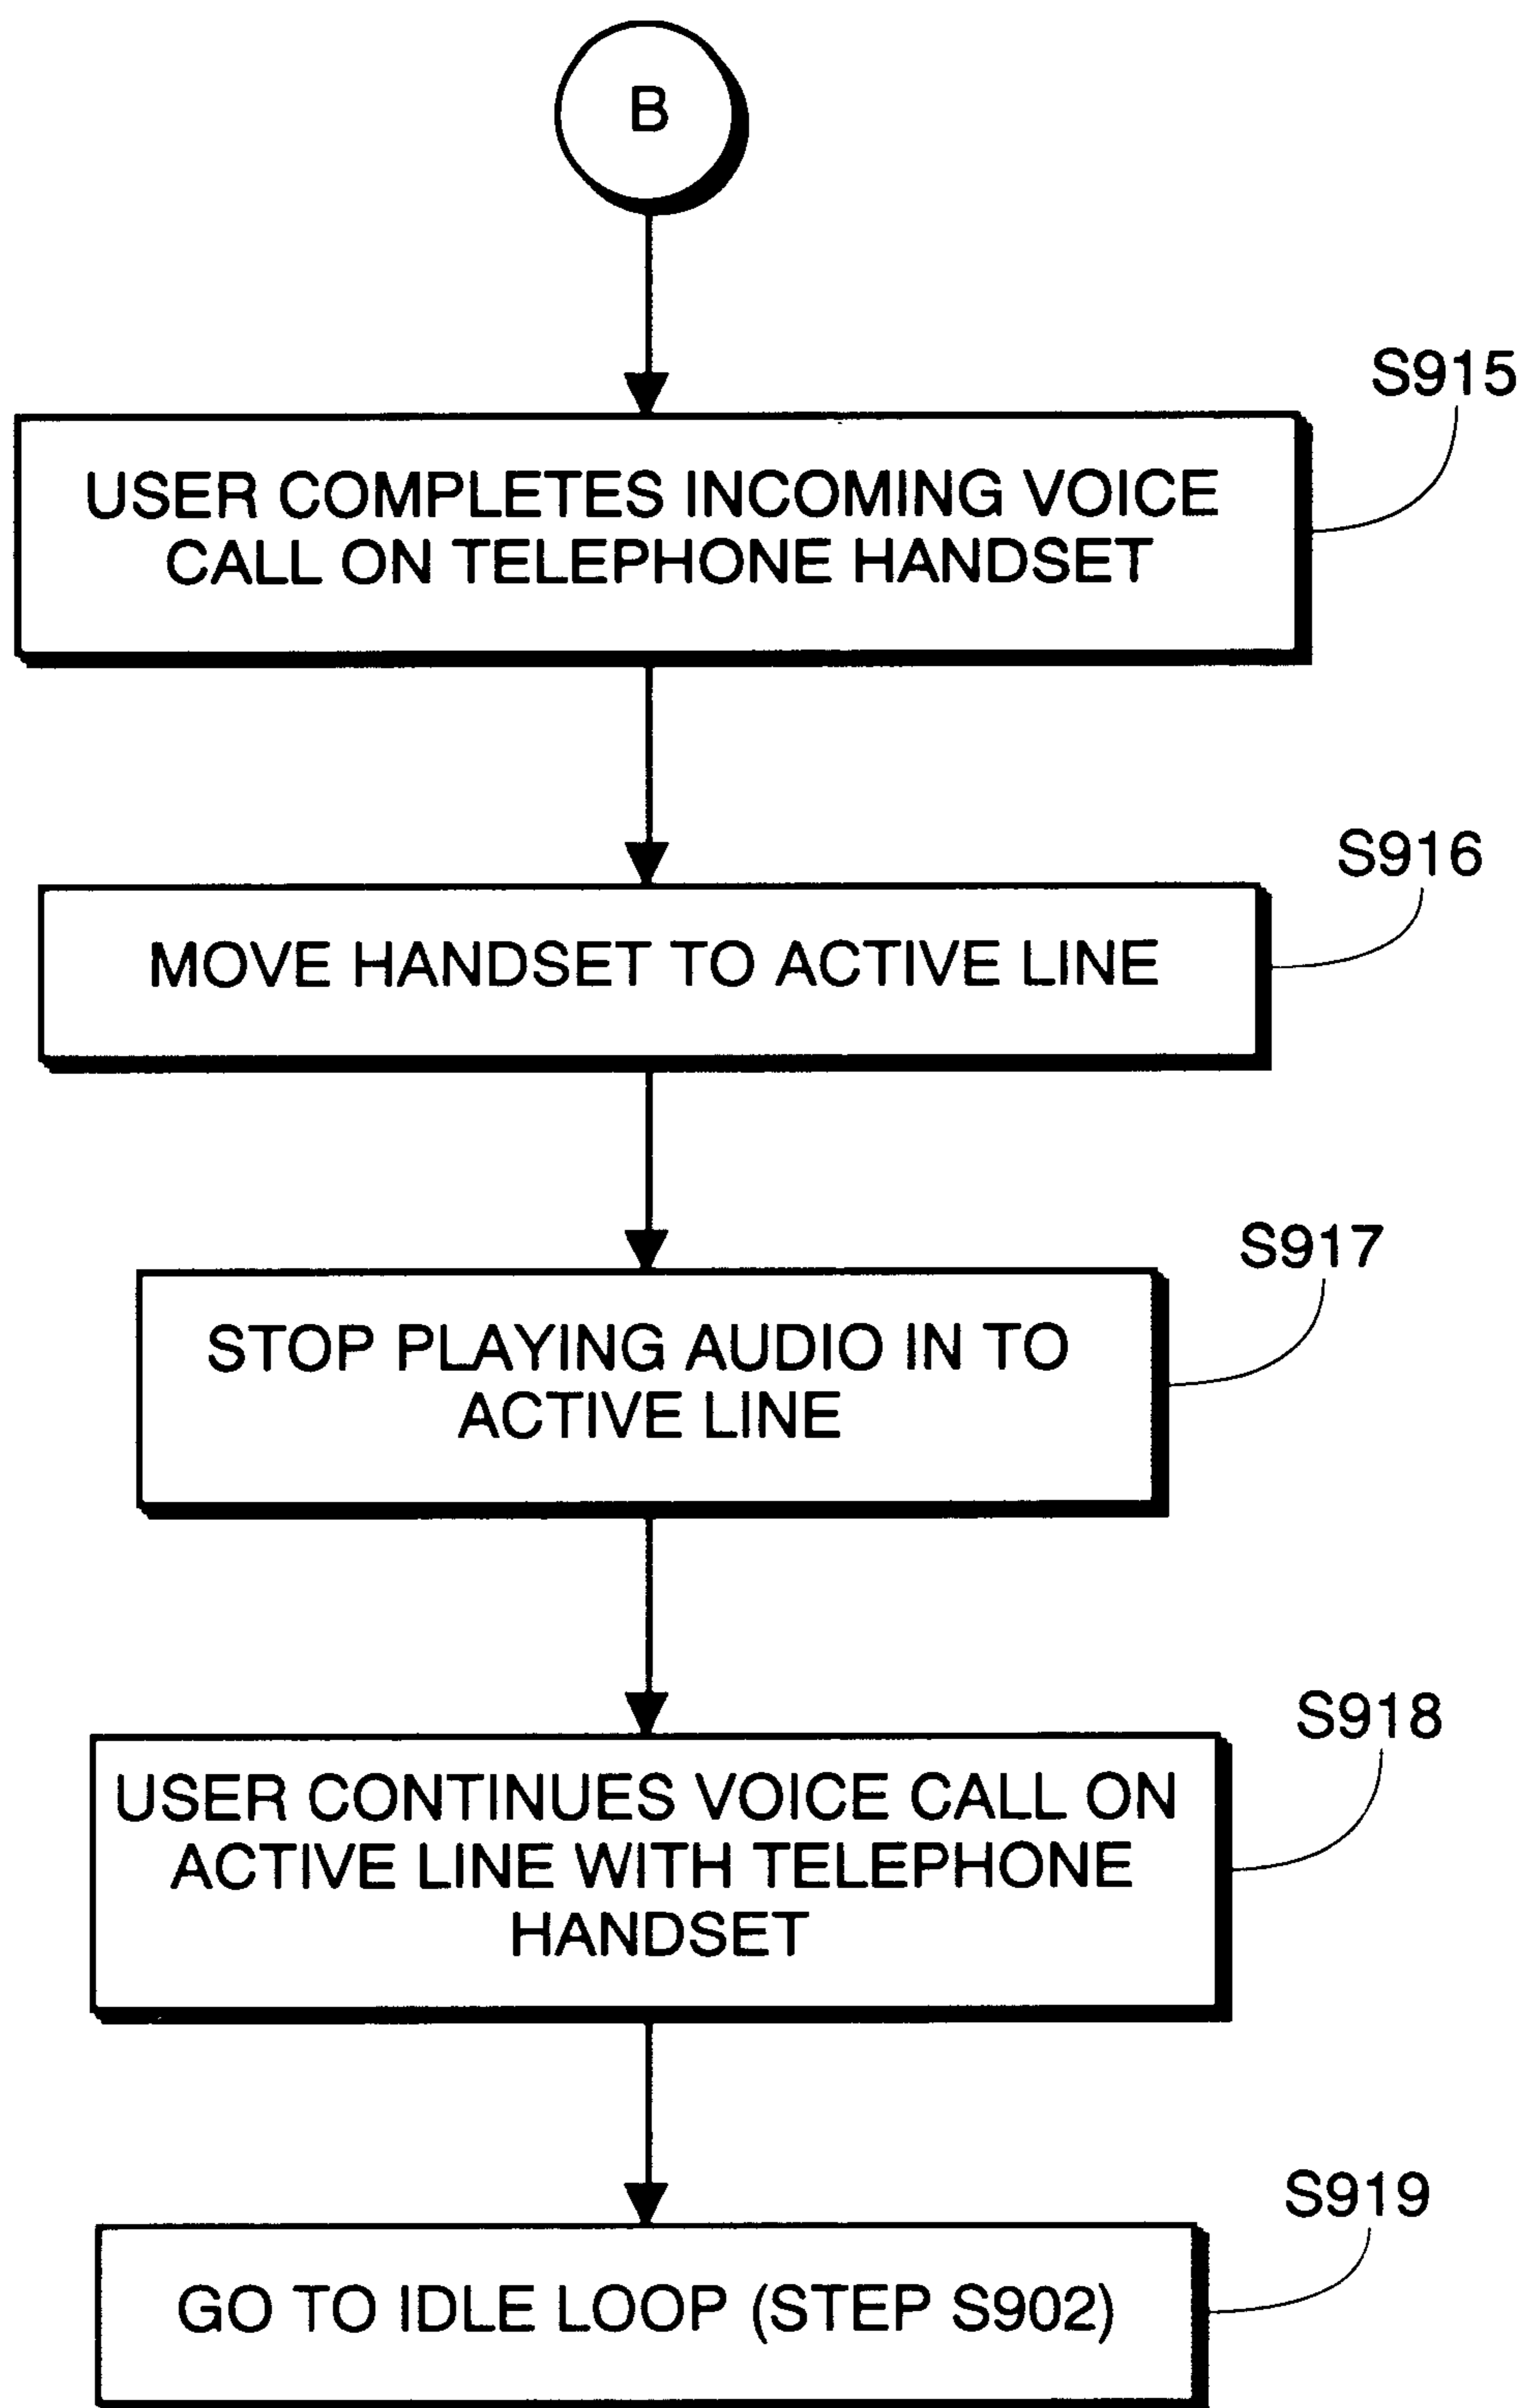 B
S915
USER COMPLETES INCOMING VOICE
CALL ON TELEPHONE HANDSET
S916
MOVE HANDSET TO ACTIVE LINE
S917
STOP PLAYING AUDIO IN TO
ACTIVE LINE
S918
USER CONTINUES VOICE CALL ON
ACTIVE LINE WITH TELEPHONE
HANDSET
S919
GO TO IDLE LOOP (STEP S902)